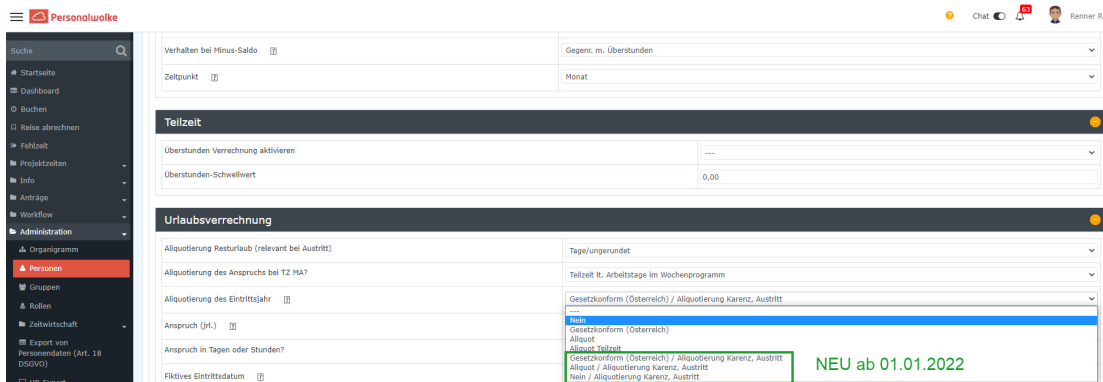 Personalwolke
Chat
63
Renner R
Suche
Startseite
Dashboard
Buchen
Reise abrechnen
Fehlzeit
Projektzeiten
Info
Anträge
Workflow
Administration
Organigramm
Personen
Gruppen
Rollen
Zeitwirtschaft
Export von
Personendaten (Art. 18
DSGVO)
HR Export
Verhalten bei Minus-Saldo
Gegenr. m. Überstunden
Zeitpunkt
Monat
Teilzeit
Überstunden Verrechnung aktivieren
---
Überstunden-Schwellwert
0,00
Urlaubsverrechnung
Aliquotierung Resturlaub (relevant bei Austritt)
Tage/ungerundet
Aliquotierung des Anspruchs bei TZ MA?
Teilzeit lt. Arbeitstage im Wochenprogramm
Aliquotierung des Eintrittsjahr
Gesetzkonform (Österreich) / Aliquotierung Karenz, Austritt
Anspruch (jrl.)
Anspruch in Tagen oder Stunden?
Fiktives Eintrittsdatum
---
Nein
Gesetzkonform (Österreich)
Aliquot
Aliquot Teilzeit
Gesetzkonform (Österreich) / Aliquotierung Karenz, Austritt
Aliquot / Aliquotierung Karenz, Austritt
Nein / Aliquotierung Karenz, Austritt
NEU ab 01.01.2022